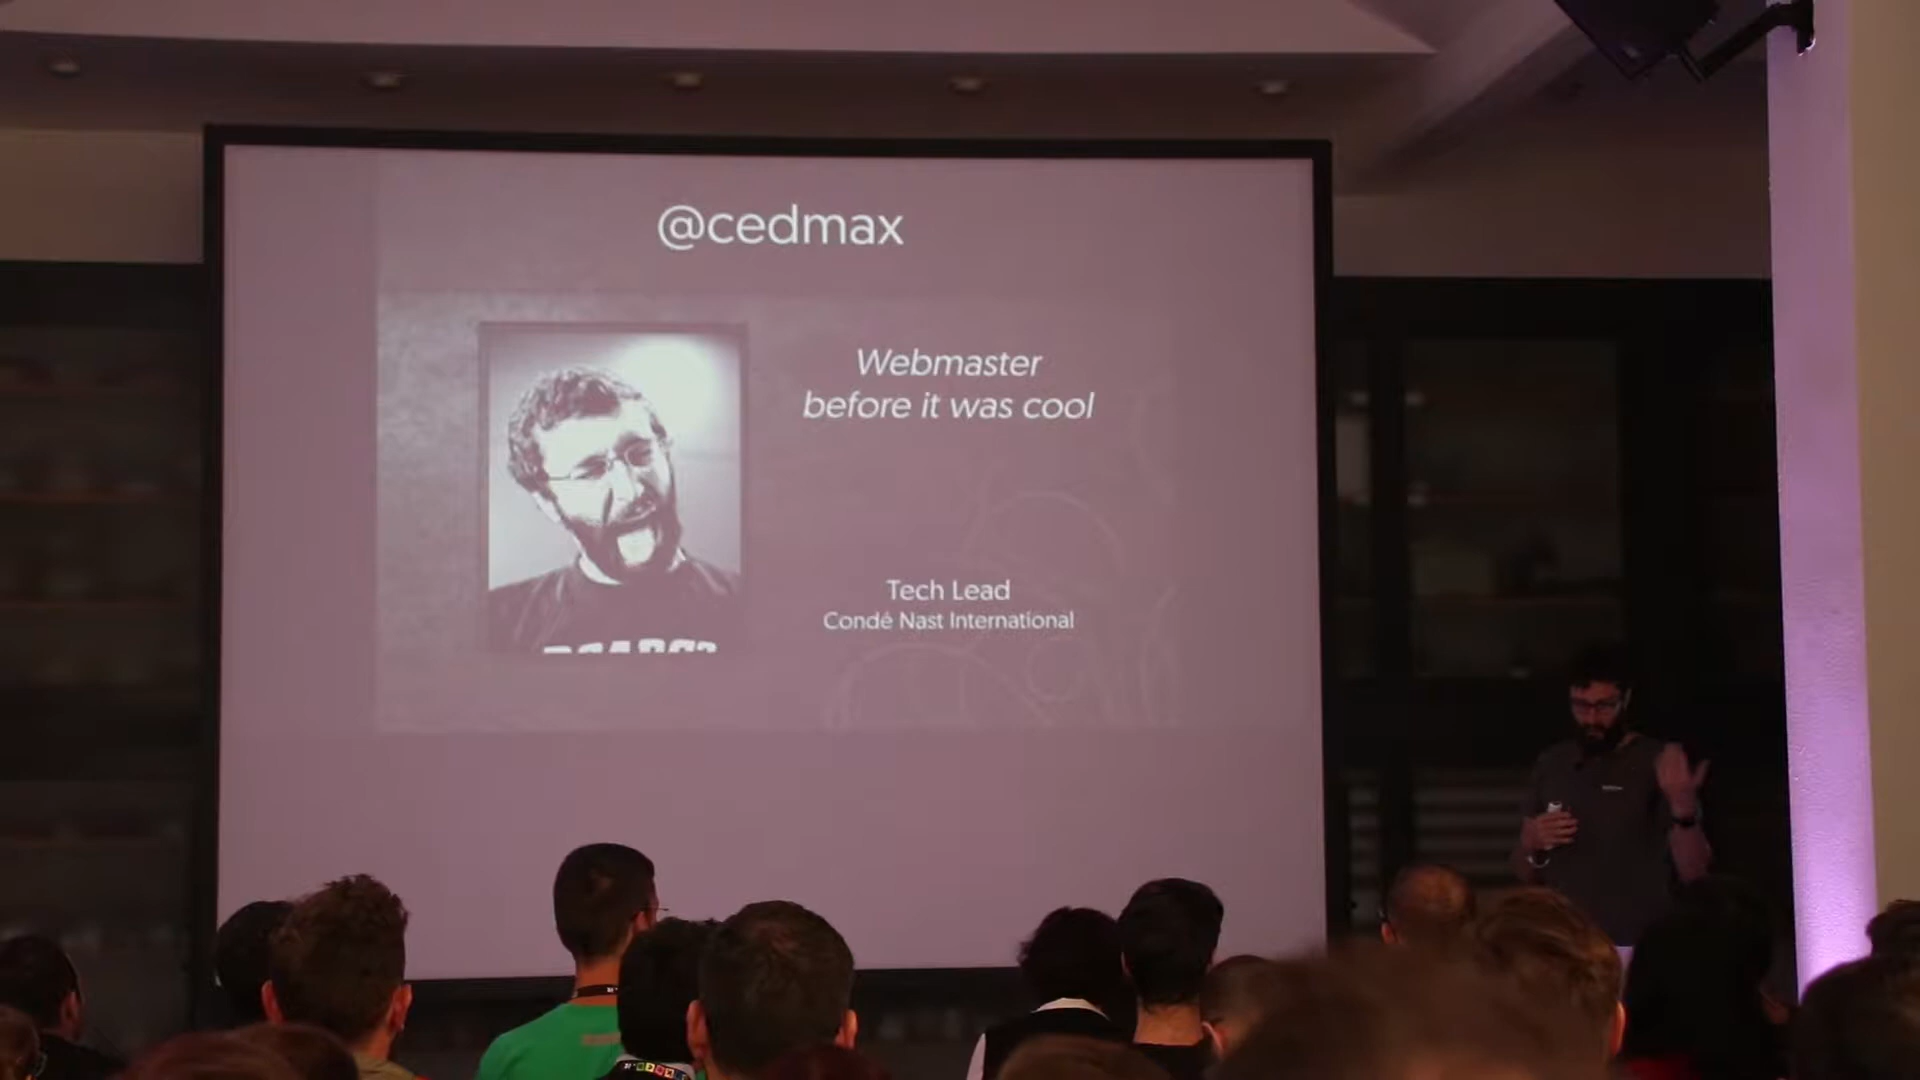 @cedmax
Webmaster
before it was cool
Tech Lead
Condé Nast International